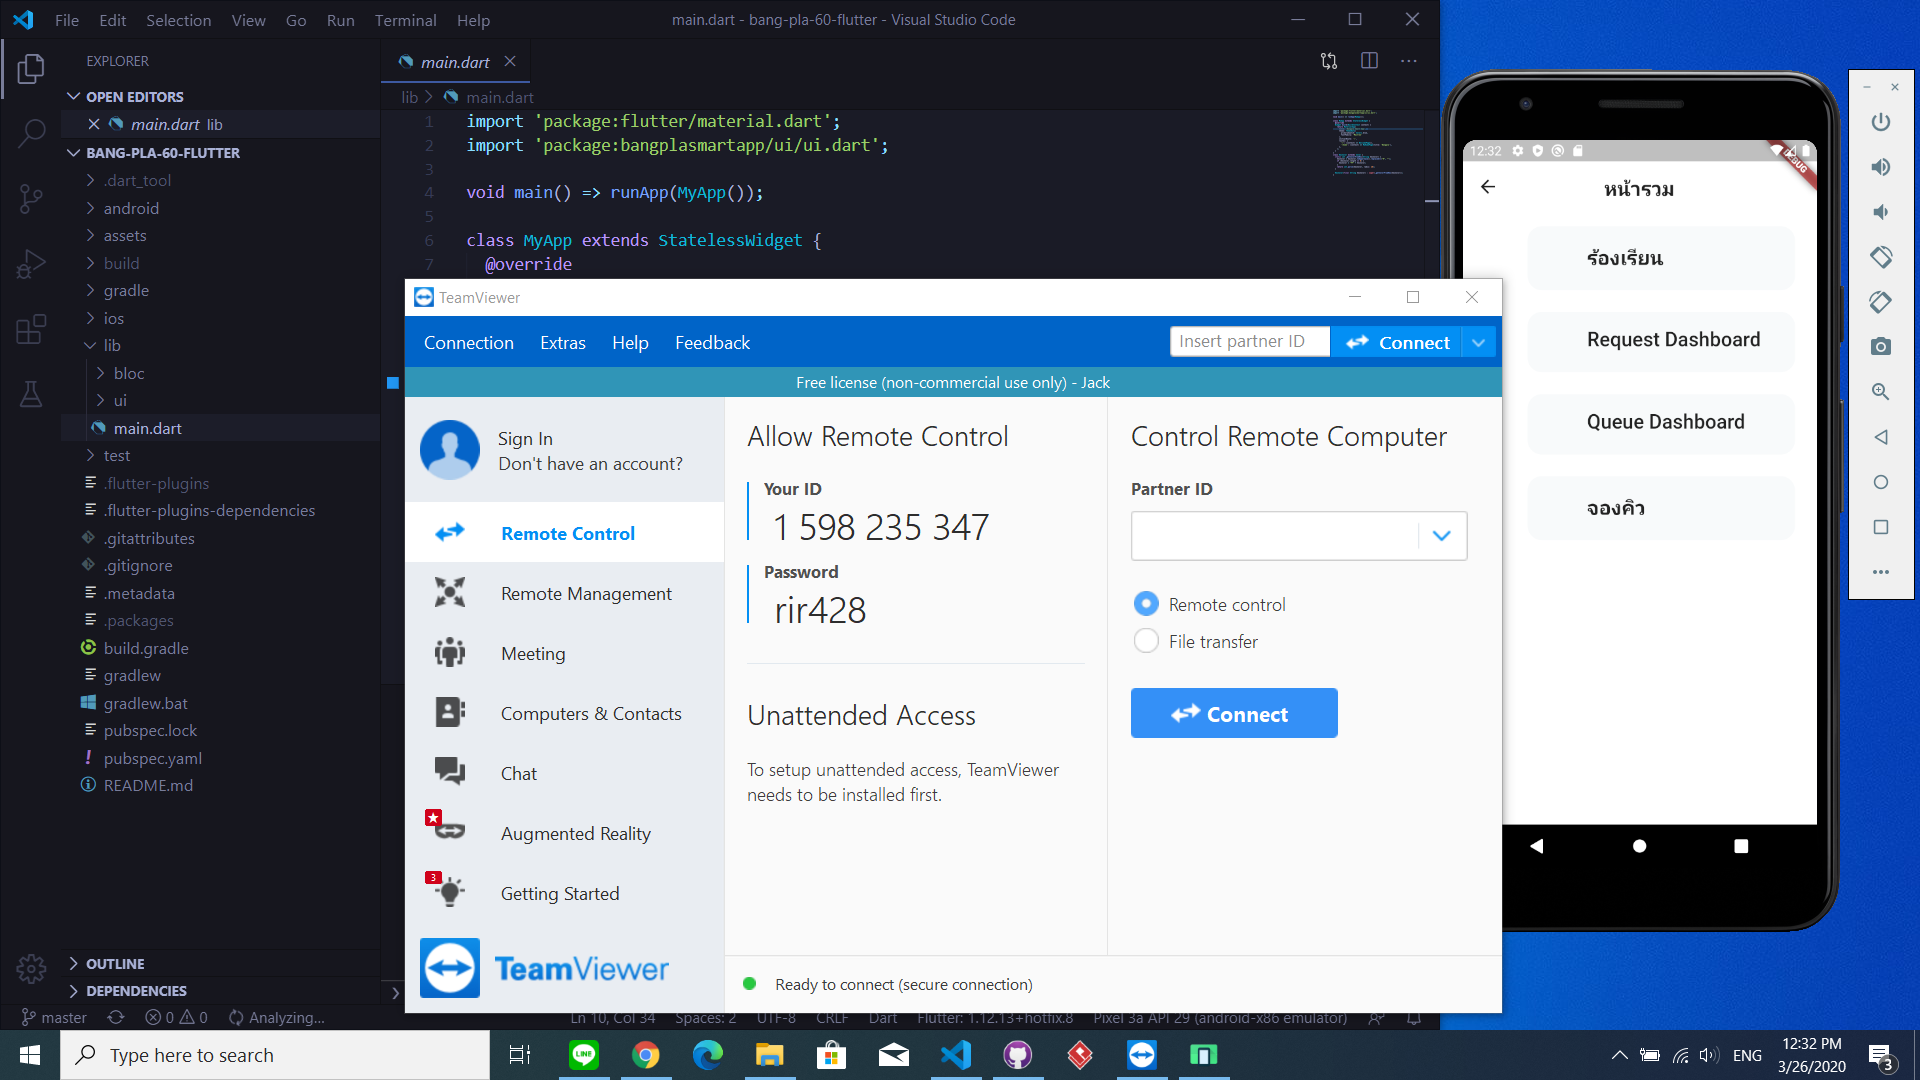 File Edit Selection View Go Run Terminal Help
main.dart - bang-pla-60-flutter - Visual Studio Code
EXPLORER
main.dart
OPEN EDITORS
main.dart lib
BANG-PLA-60-FLUTTER
.dart_tool
android
assets
build
gradle
ios
lib
bloc
ui
main.dart
test
.flutter-plugins
.flutter-plugins-dependencies
.gitattributes
.gitignore
.metadata
.packages
build.gradle
gradlew
gradlew.bat
pubspec.lock
pubspec.yaml
README.md
OUTLINE
DEPENDENCIES
lib > main.dart
1 import 'package:flutter/material.dart';
2 import 'package:bangplasmartapp/ui/ui.dart';
3
4 void main() => runApp(MyApp());
5
6 class MyApp extends StatelessWidget {
7 @override
TeamViewer
Connection Extras Help Feedback
Insert partner ID
Connect
Free license (non-commercial use only) - Jack
Sign In
Don't have an account?
Remote Control
Remote Management
Meeting
Computers & Contacts
Chat
Augmented Reality
3
Getting Started
TeamViewer
Allow Remote Control
Your ID
1 598 235 347
Password
rir428
Unattended Access
To setup unattended access, TeamViewer
needs to be installed first.
Control Remote Computer
Partner ID
Remote control
File transfer
Connect
Ready to connect (secure connection)
12:32
DEBUG
หน้ารวม
ร้องเรียน
Request Dashboard
Queue Dashboard
จองคิว
master 0 0 Analyzing...
Ln 10, Col 34 Spaces: 2 UTF-8 CRLF Dart Flutter: 1.12.13+hotfix.8 Pixel 3a API 29 (android-x86 emulator)
Type here to search
LINE
ENG
12:32 PM
3/26/2020
3